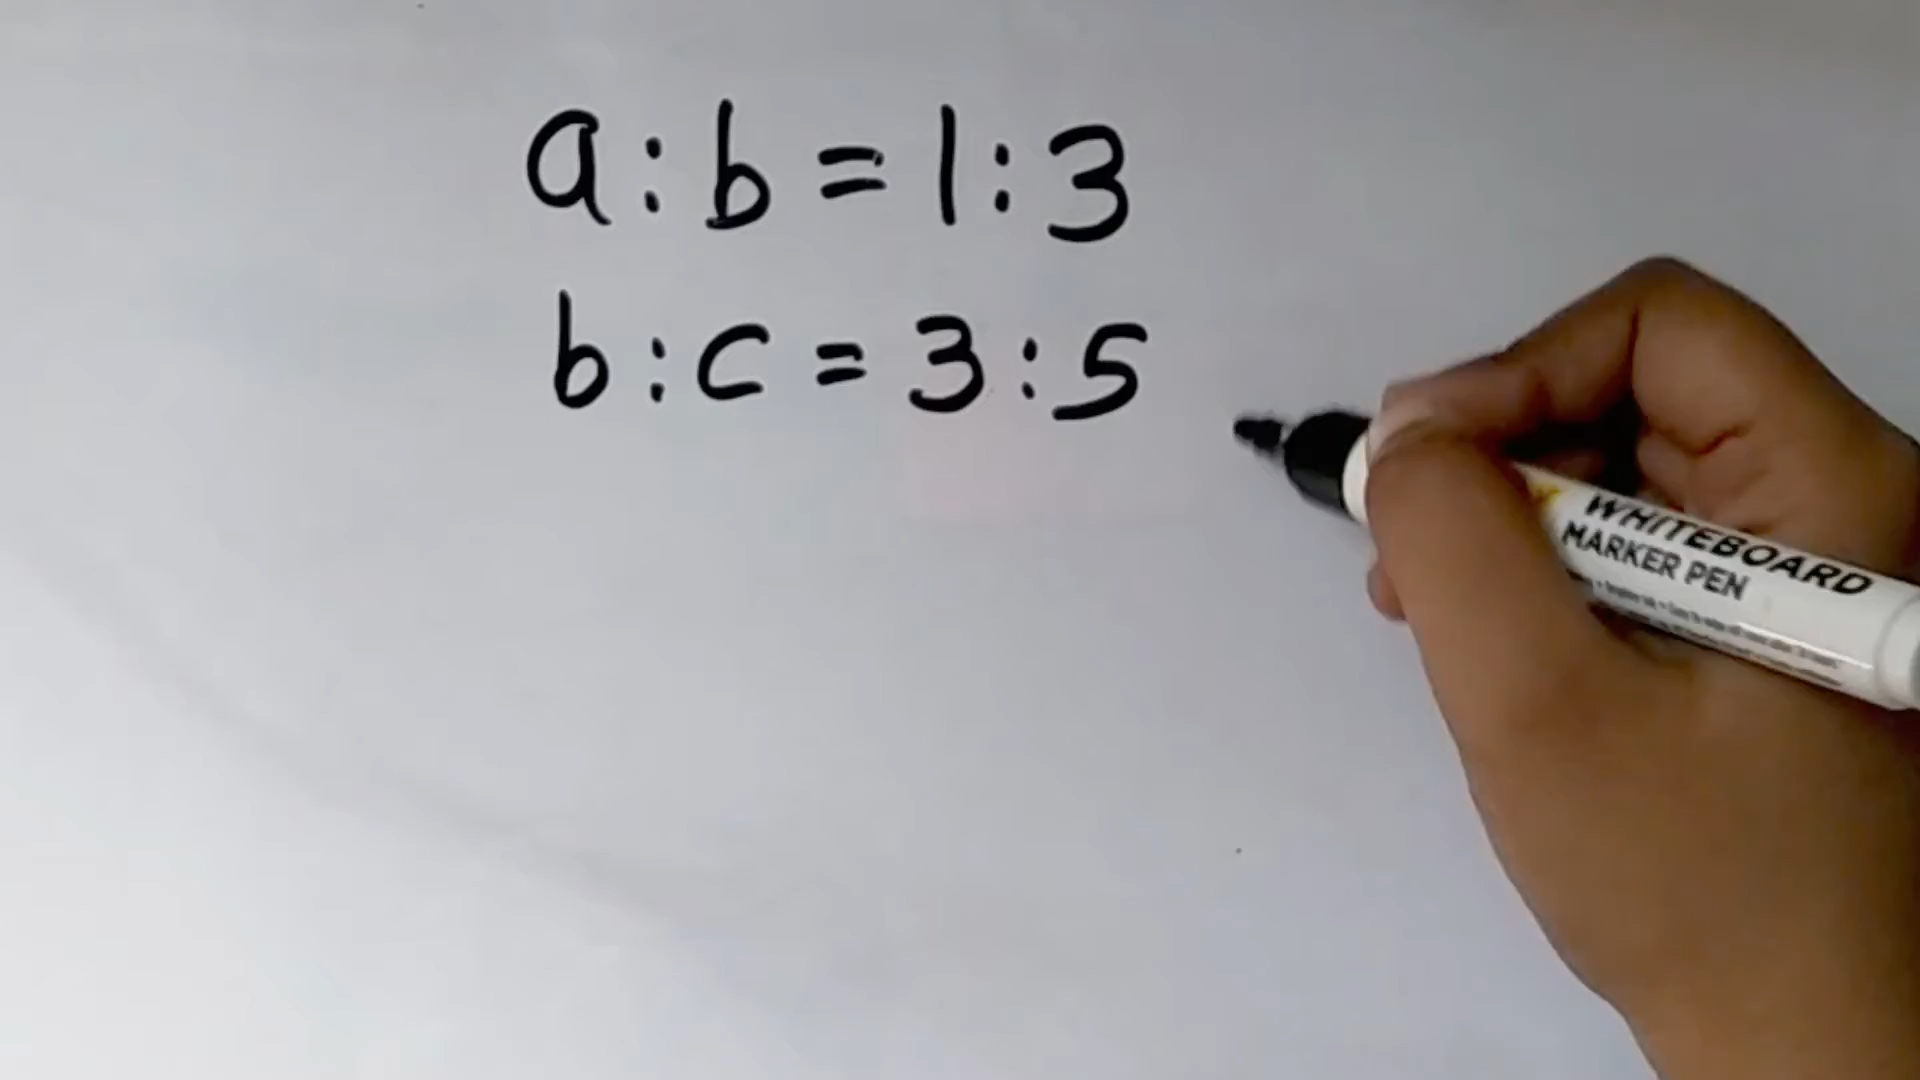 a : b = 1 : 3
b : c = 3 : 5
WHITEBOARD
MARKER PEN